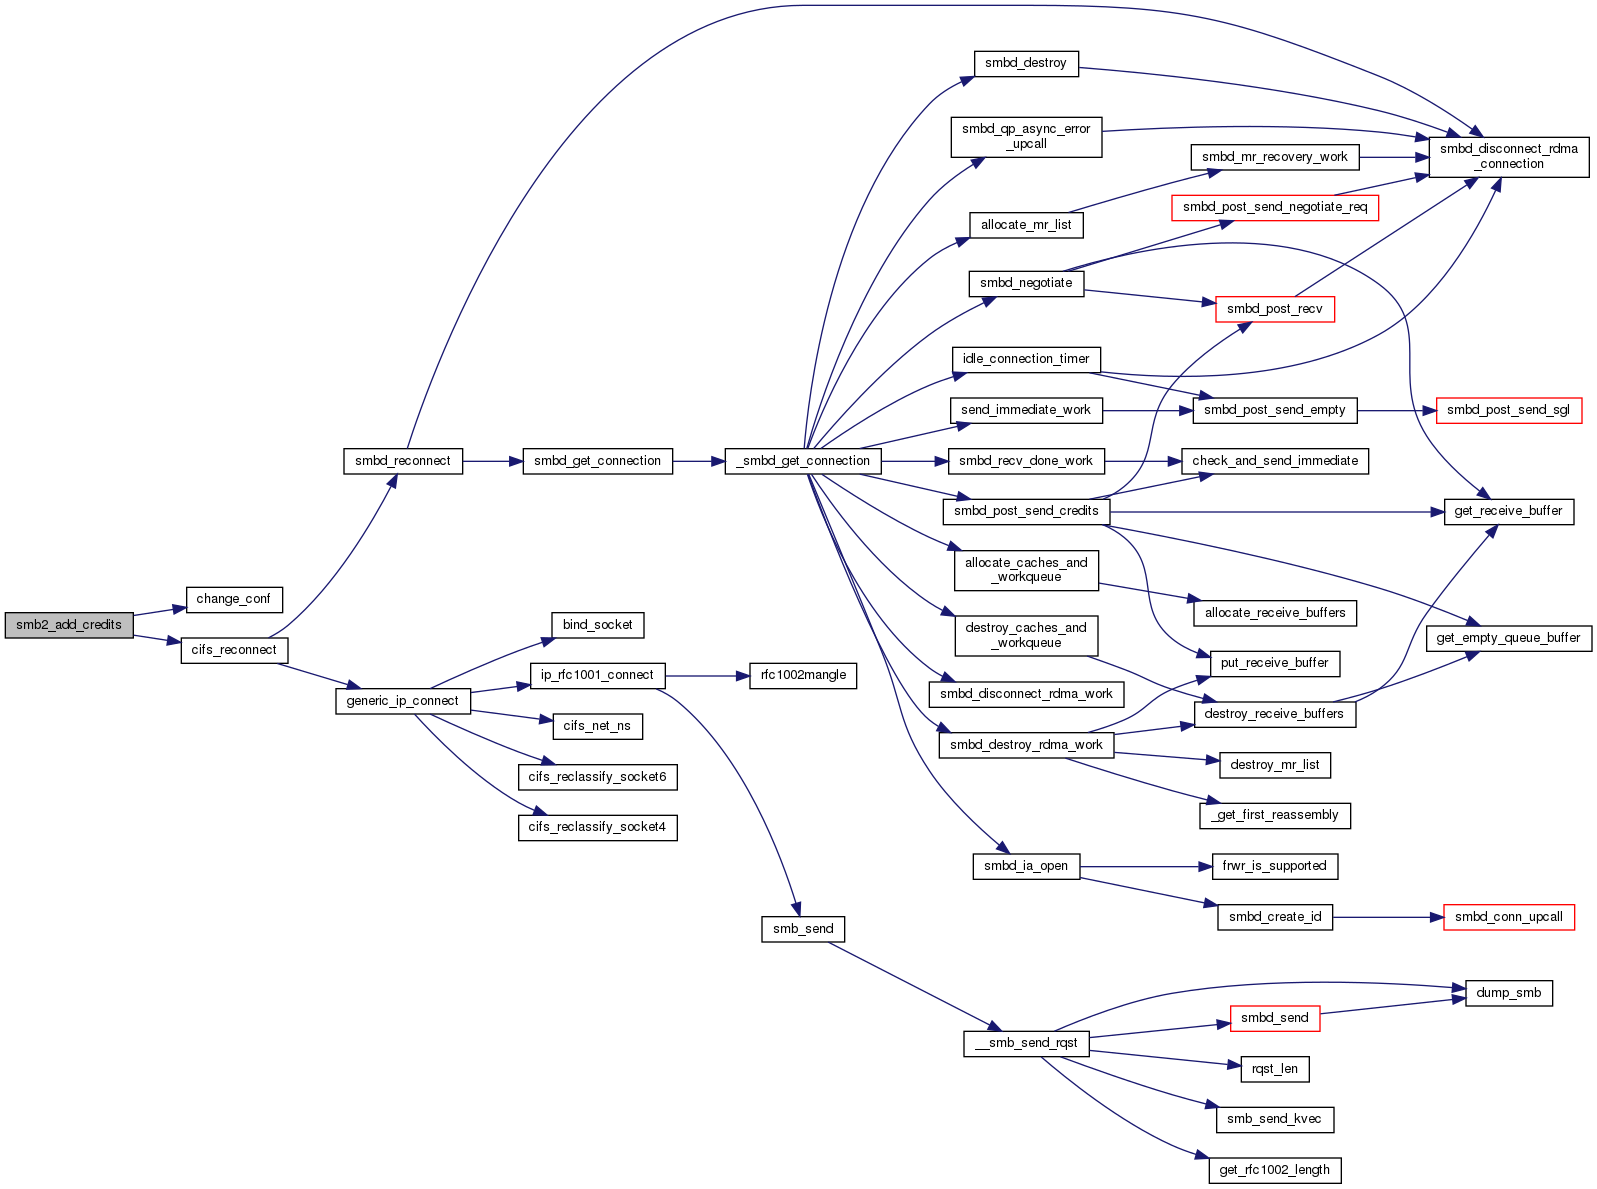 smbd_destroy
smbd_qp_async_error
_upcall
smbd_disconnect_rdma
_connection
smbd_mr_recovery_work
smbd_post_send_negotiate_req
allocate_mr_list
smbd_negotiate
smbd_post_recv
idle_connection_timer
send_immediate_work
smbd_post_send_empty
smbd_post_send_sgl
smbd_reconnect
smbd_get_connection
_smbd_get_connection
smbd_recv_done_work
check_and_send_immediate
smbd_post_send_credits
get_receive_buffer
allocate_caches_and
_workqueue
change_conf
allocate_receive_buffers
smb2_add_credits
bind_socket
destroy_caches_and
_workqueue
get_empty_queue_buffer
cifs_reconnect
put_receive_buffer
ip_rfc1001_connect
rfc1002mangle
generic_ip_connect
smbd_disconnect_rdma_work
destroy_receive_buffers
cifs_net_ns
smbd_destroy_rdma_work
destroy_mr_list
cifs_reclassify_socket6
_get_first_reassembly
cifs_reclassify_socket4
smbd_ia_open
frwr_is_supported
smbd_create_id
smbd_conn_upcall
smb_send
dump_smb
smbd_send
__smb_send_rqst
rqst_len
smb_send_kvec
get_rfc1002_length